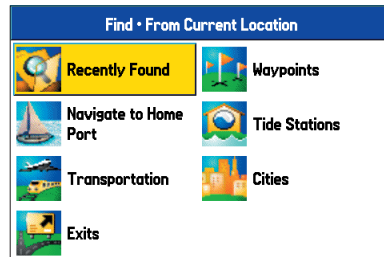 Find • From Current Location
Recently Found
Waypoints
Navigate to Home
Port
Tide Stations
Transportation
Cities
Exits